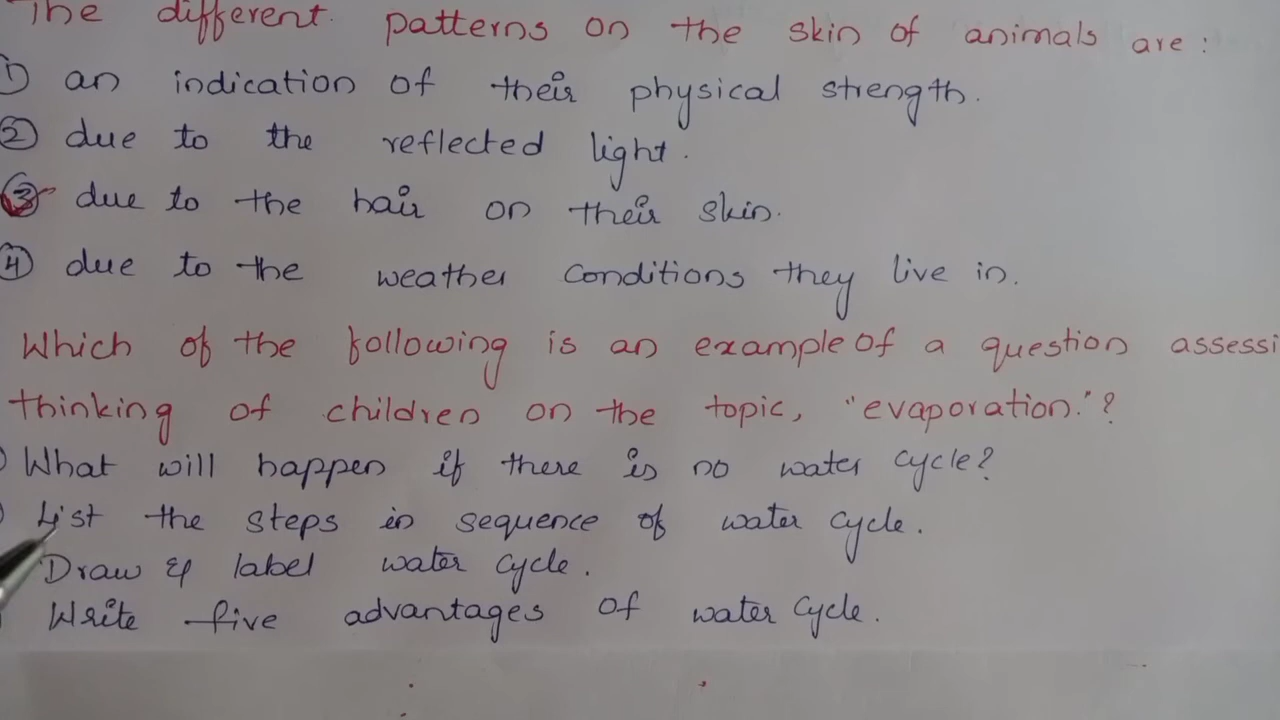 The different patterns on the skin of animals are:
1) an indication of their physical strength.
2 due to the reflected light.
3 due to the hair on their skin.
4 due to the weather conditions they live in.
Which of the following is an example of a question assessi
thinking of children on the topic, "evaporation."?
) What will happen if there is no water cycle?
) List the steps in sequence of water cycle.
Draw & label water cycle.
Write five advantages of water cycle.